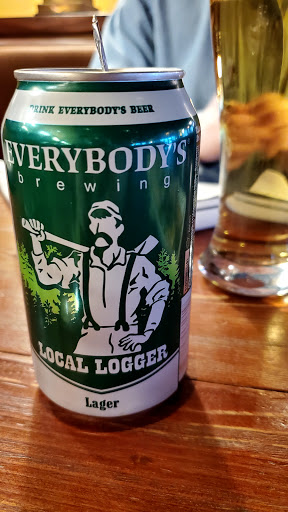 DRINK EVERYBODY'S BEER
EVERYBODY'S
brewing
LOCAL LOGGER
Lager